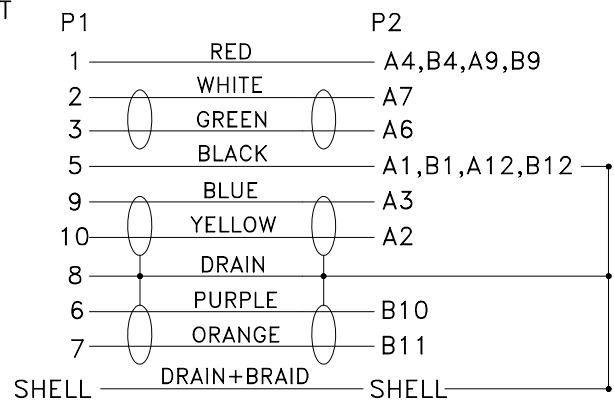 T
P1 P2
1 RED A4,B4,A9,B9
2 WHITE A7
3 GREEN A6
5 BLACK A1,B1,A12,B12
9 BLUE A3
10 YELLOW A2
8 DRAIN
6 PURPLE B10
7 ORANGE B11
SHELL DRAIN+BRAID SHELL